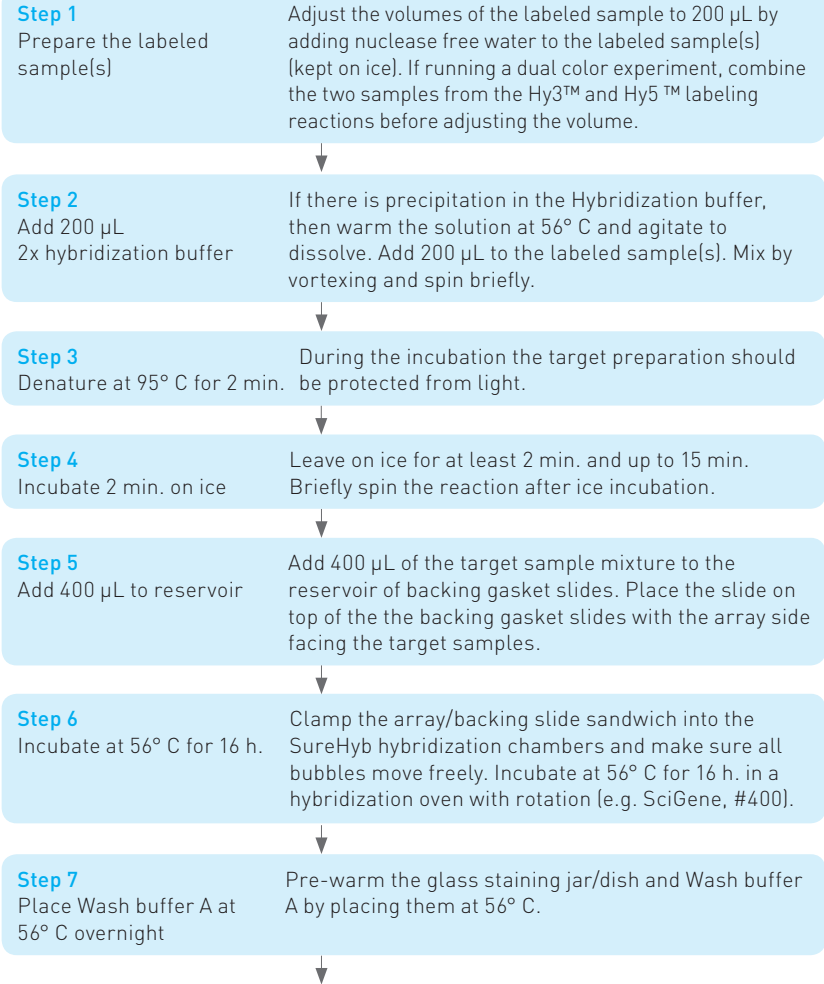 Step 1
Prepare the labeled
sample(s)
Adjust the volumes of the labeled sample to 200 µL by
adding nuclease free water to the labeled sample(s)
(kept on ice). If running a dual color experiment, combine
the two samples from the Hy3™ and Hy5 ™ labeling
reactions before adjusting the volume.
Step 2
Add 200 µL
2x hybridization buffer
If there is precipitation in the Hybridization buffer,
then warm the solution at 56° C and agitate to
dissolve. Add 200 µL to the labeled sample(s). Mix by
vortexing and spin briefly.
Step 3
Denature at 95° C for 2 min.
During the incubation the target preparation should
be protected from light.
Step 4
Incubate 2 min. on ice
Leave on ice for at least 2 min. and up to 15 min.
Briefly spin the reaction after ice incubation.
Step 5
Add 400 µL to reservoir
Add 400 µL of the target sample mixture to the
reservoir of backing gasket slides. Place the slide on
top of the the backing gasket slides with the array side
facing the target samples.
Step 6
Incubate at 56° C for 16 h.
Clamp the array/backing slide sandwich into the
SureHyb hybridization chambers and make sure all
bubbles move freely. Incubate at 56° C for 16 h. in a
hybridization oven with rotation (e.g. SciGene, #400).
Step 7
Place Wash buffer A at
56° C overnight
Pre-warm the glass staining jar/dish and Wash buffer
A by placing them at 56° C.